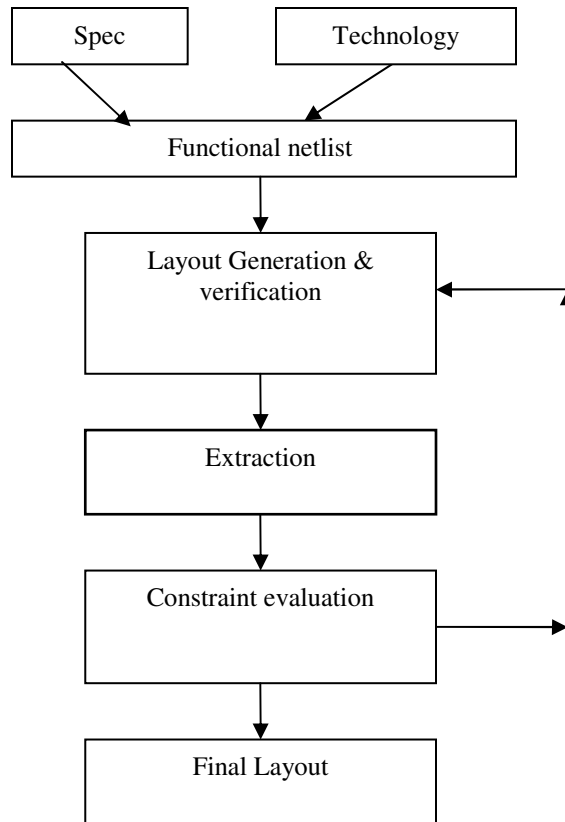 Spec
Technology
Functional netlist
Layout Generation &
verification
Extraction
Constraint evaluation
Final Layout